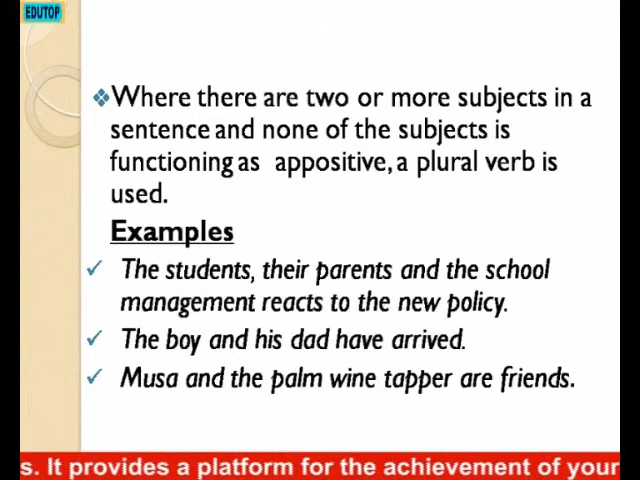 EDUTOP
Where there are two or more subjects in a
sentence and none of the subjects is
functioning as appositive, a plural verb is
used.
Examples
The students, their parents and the school
management reacts to the new policy.
The boy and his dad have arrived.
Musa and the palm wine tapper are friends.
s. It provides a platform for the achievement of your